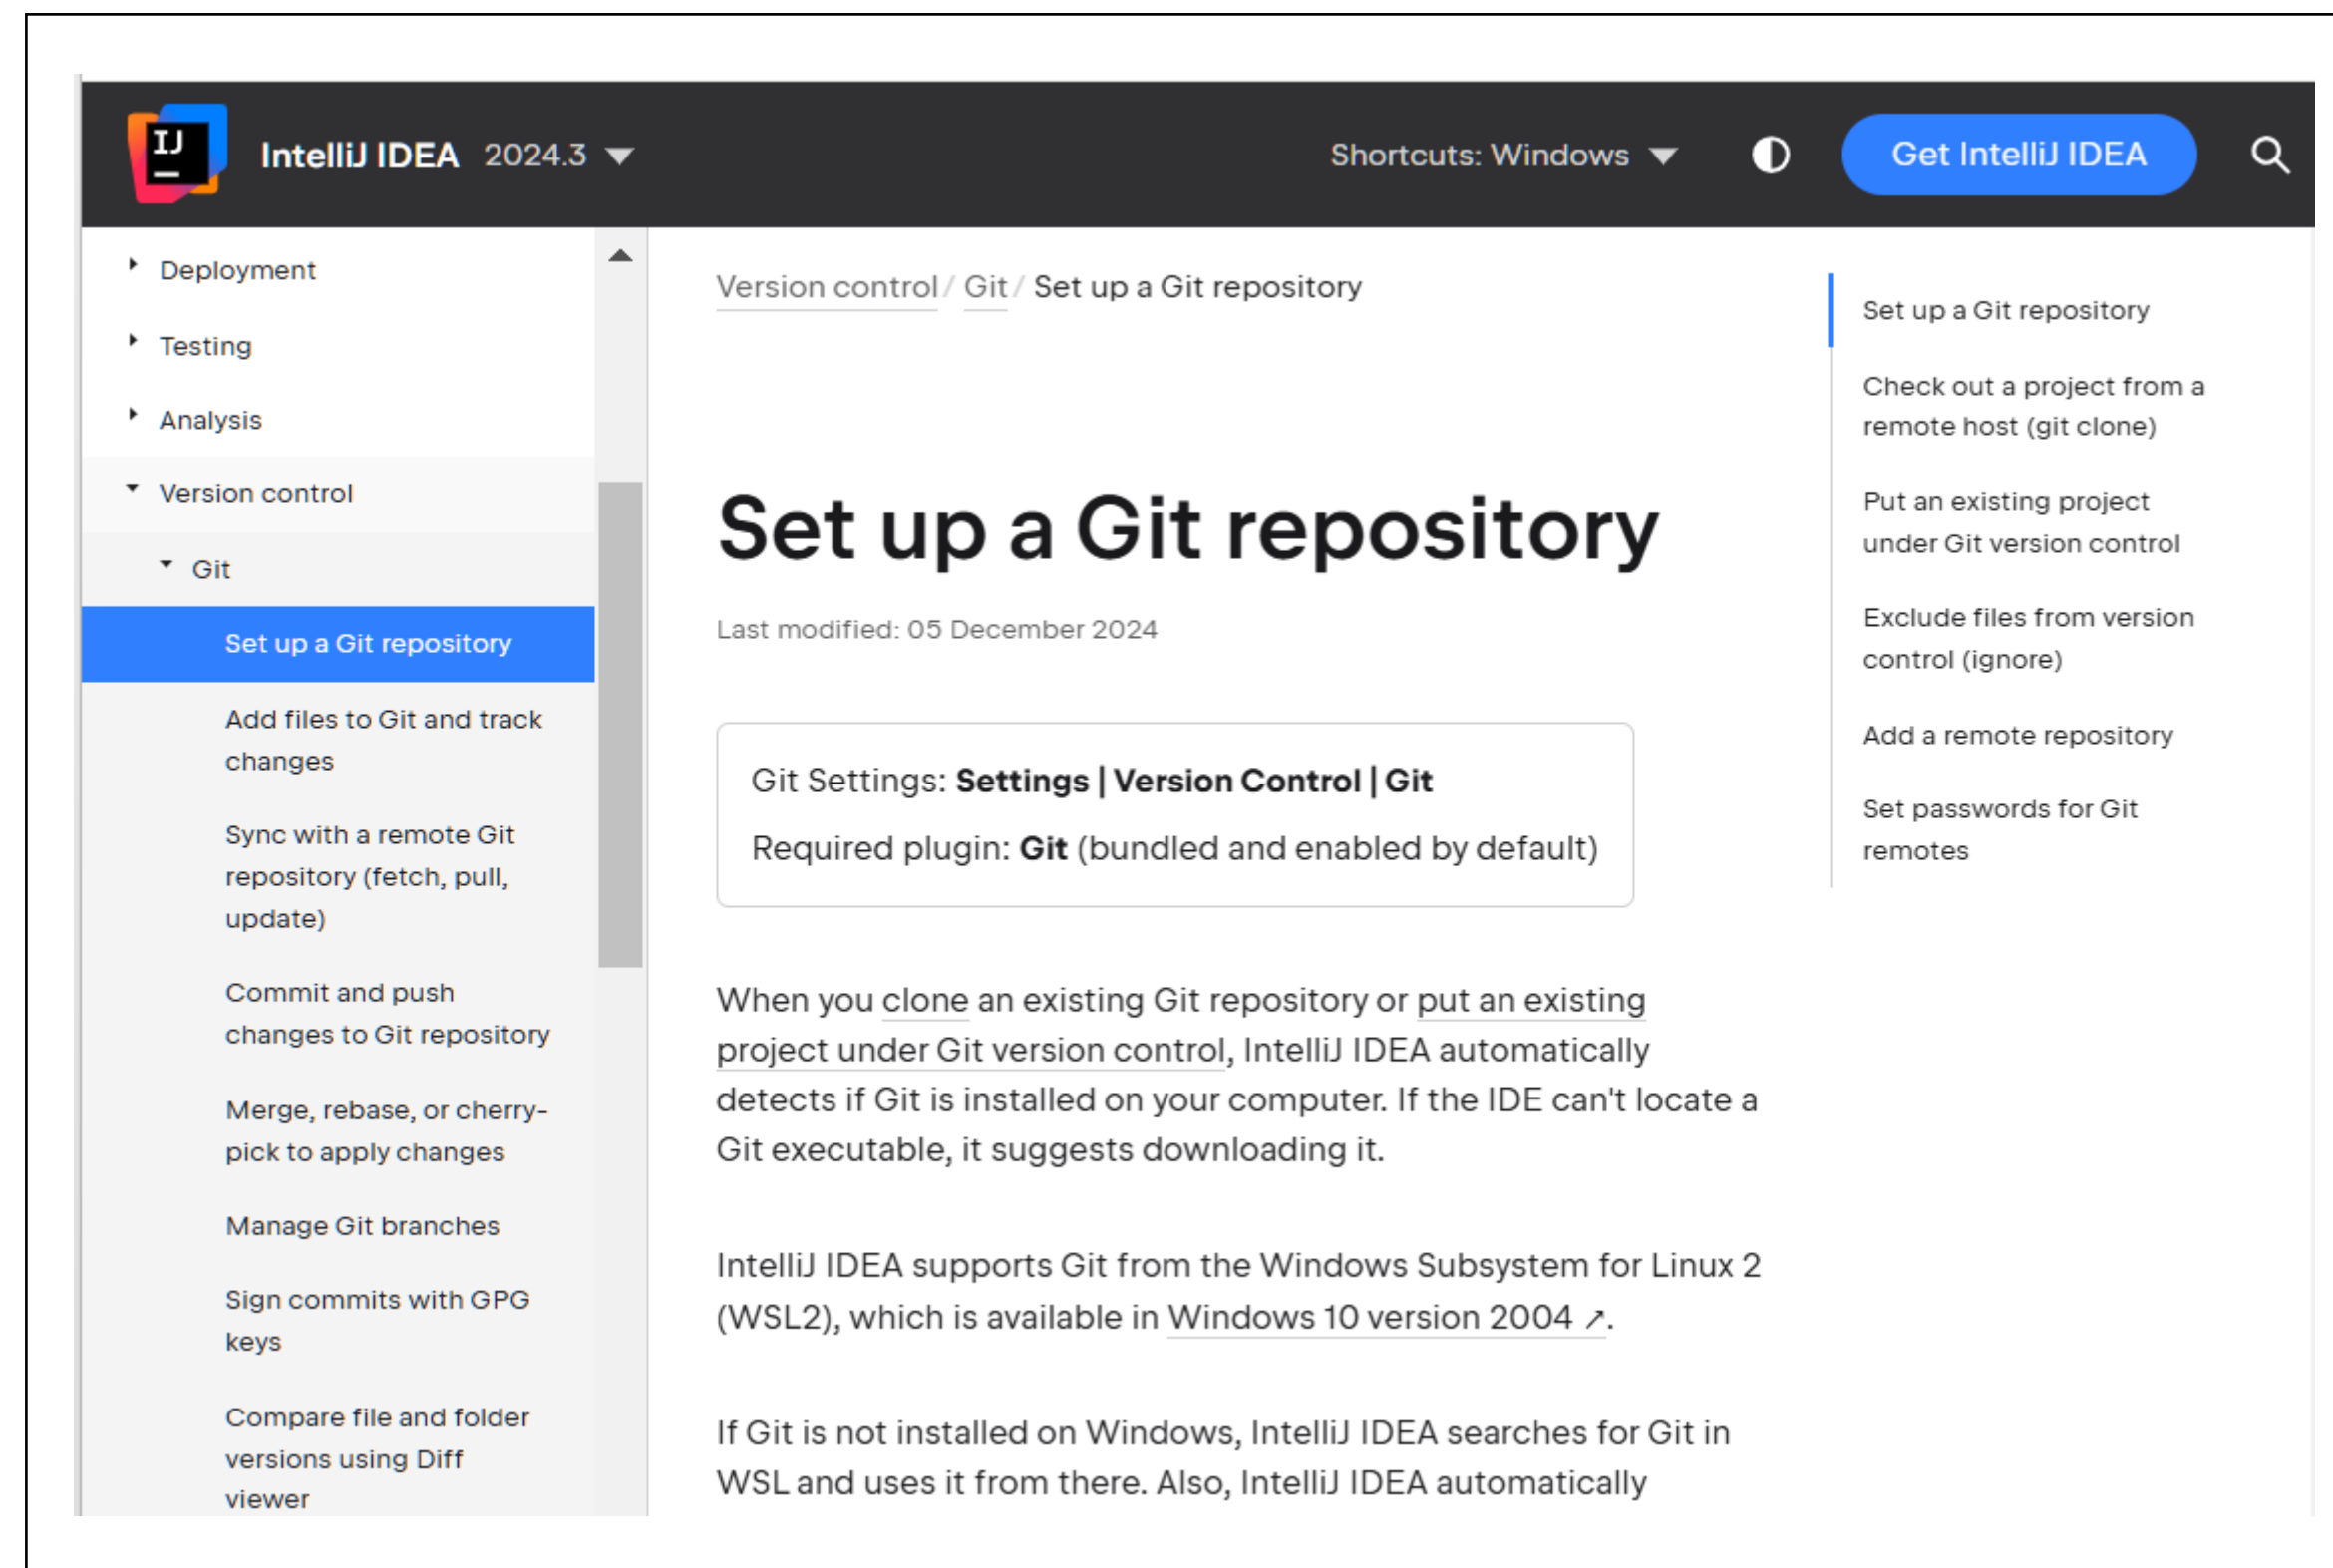 IJ
IntelliJ IDEA 2024.3
Shortcuts: Windows
Get IntelliJ IDEA
Deployment
Testing
Analysis
Version control
Git
Set up a Git repository
Add files to Git and track
changes
Sync with a remote Git
repository (fetch, pull,
update)
Commit and push
changes to Git repository
Merge, rebase, or cherry-
pick to apply changes
Manage Git branches
Sign commits with GPG
keys
Compare file and folder
versions using Diff
viewer
Version control / Git / Set up a Git repository
Set up a Git repository
Last modified: 05 December 2024
Git Settings: Settings | Version Control | Git
Required plugin: Git (bundled and enabled by default)
When you clone an existing Git repository or put an existing
project under Git version control, IntelliJ IDEA automatically
detects if Git is installed on your computer. If the IDE can't locate a
Git executable, it suggests downloading it.
IntelliJ IDEA supports Git from the Windows Subsystem for Linux 2
(WSL2), which is available in Windows 10 version 2004 ↗.
If Git is not installed on Windows, IntelliJ IDEA searches for Git in
WSL and uses it from there. Also, IntelliJ IDEA automatically
Set up a Git repository
Check out a project from a
remote host (git clone)
Put an existing project
under Git version control
Exclude files from version
control (ignore)
Add a remote repository
Set passwords for Git
remotes